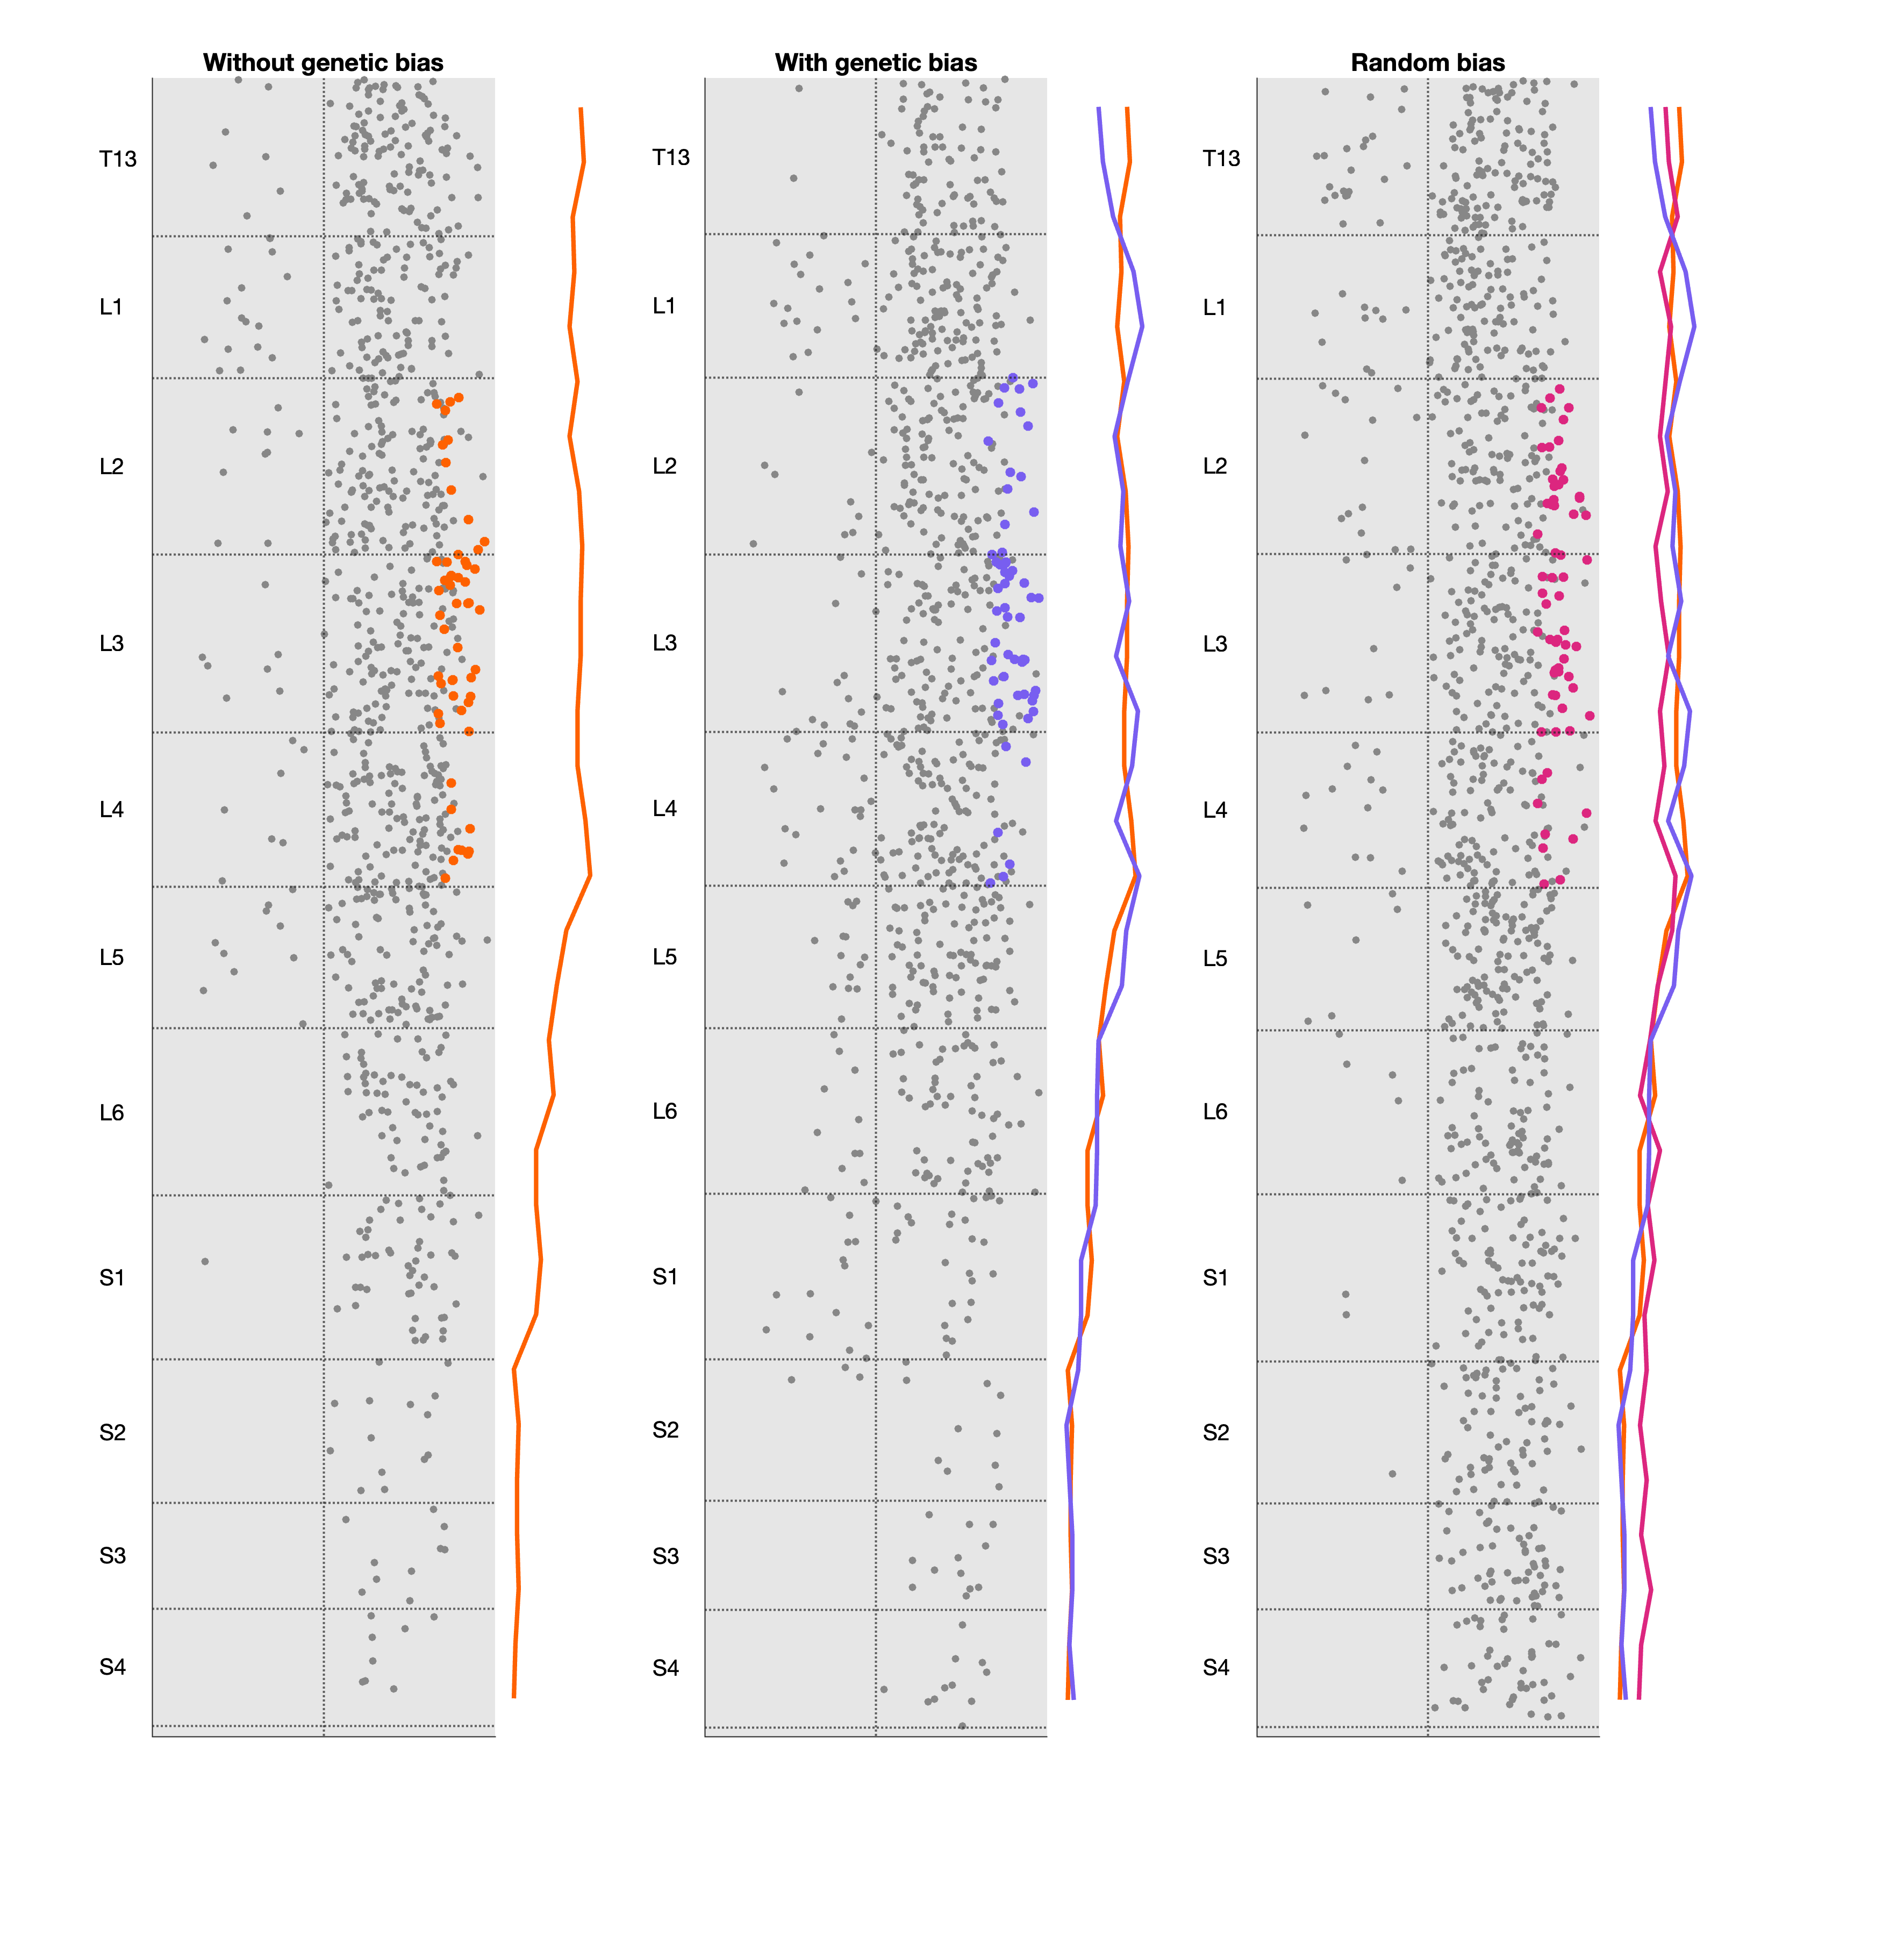 Without genetic bias
T13
L1
L2
L3
L4
L5
L6
S1
S2
S3
S4
With genetic bias
T13
L1
L2
L3
L4
L5
L6
S1
S2
S3
S4
Random bias
T13
L1
L2
L3
L4
L5
L6
S1
S2
S3
S4